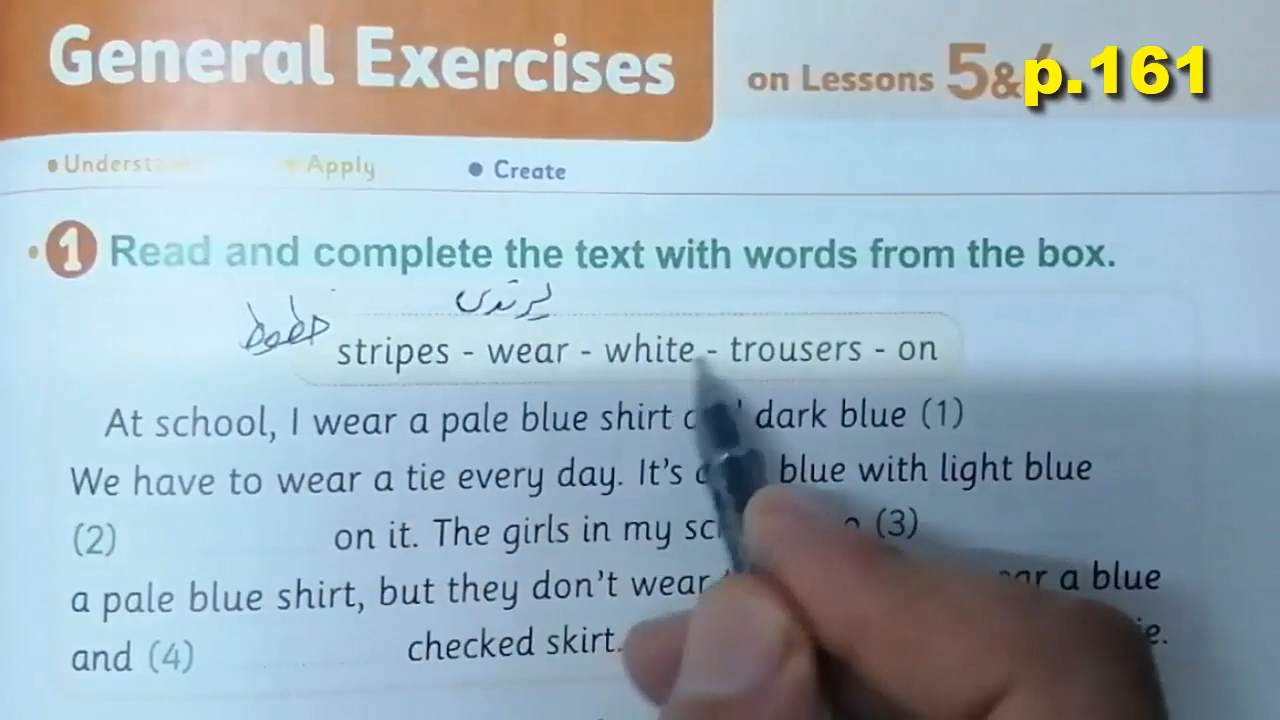 General Exercises
on Lessons 5&
p.161
Understa
Apply
Create
1 Read and complete the text with words from the box.
يرتدى
خطوط
stripes - wear - white - trousers - on
At school, I wear a pale blue shirt dark blue (1)
We have to wear a tie every day. It's blue with light blue
(2) on it. The girls in my (3)
a pale blue shirt, but they don't wear a blue
and (4) checked skirt.